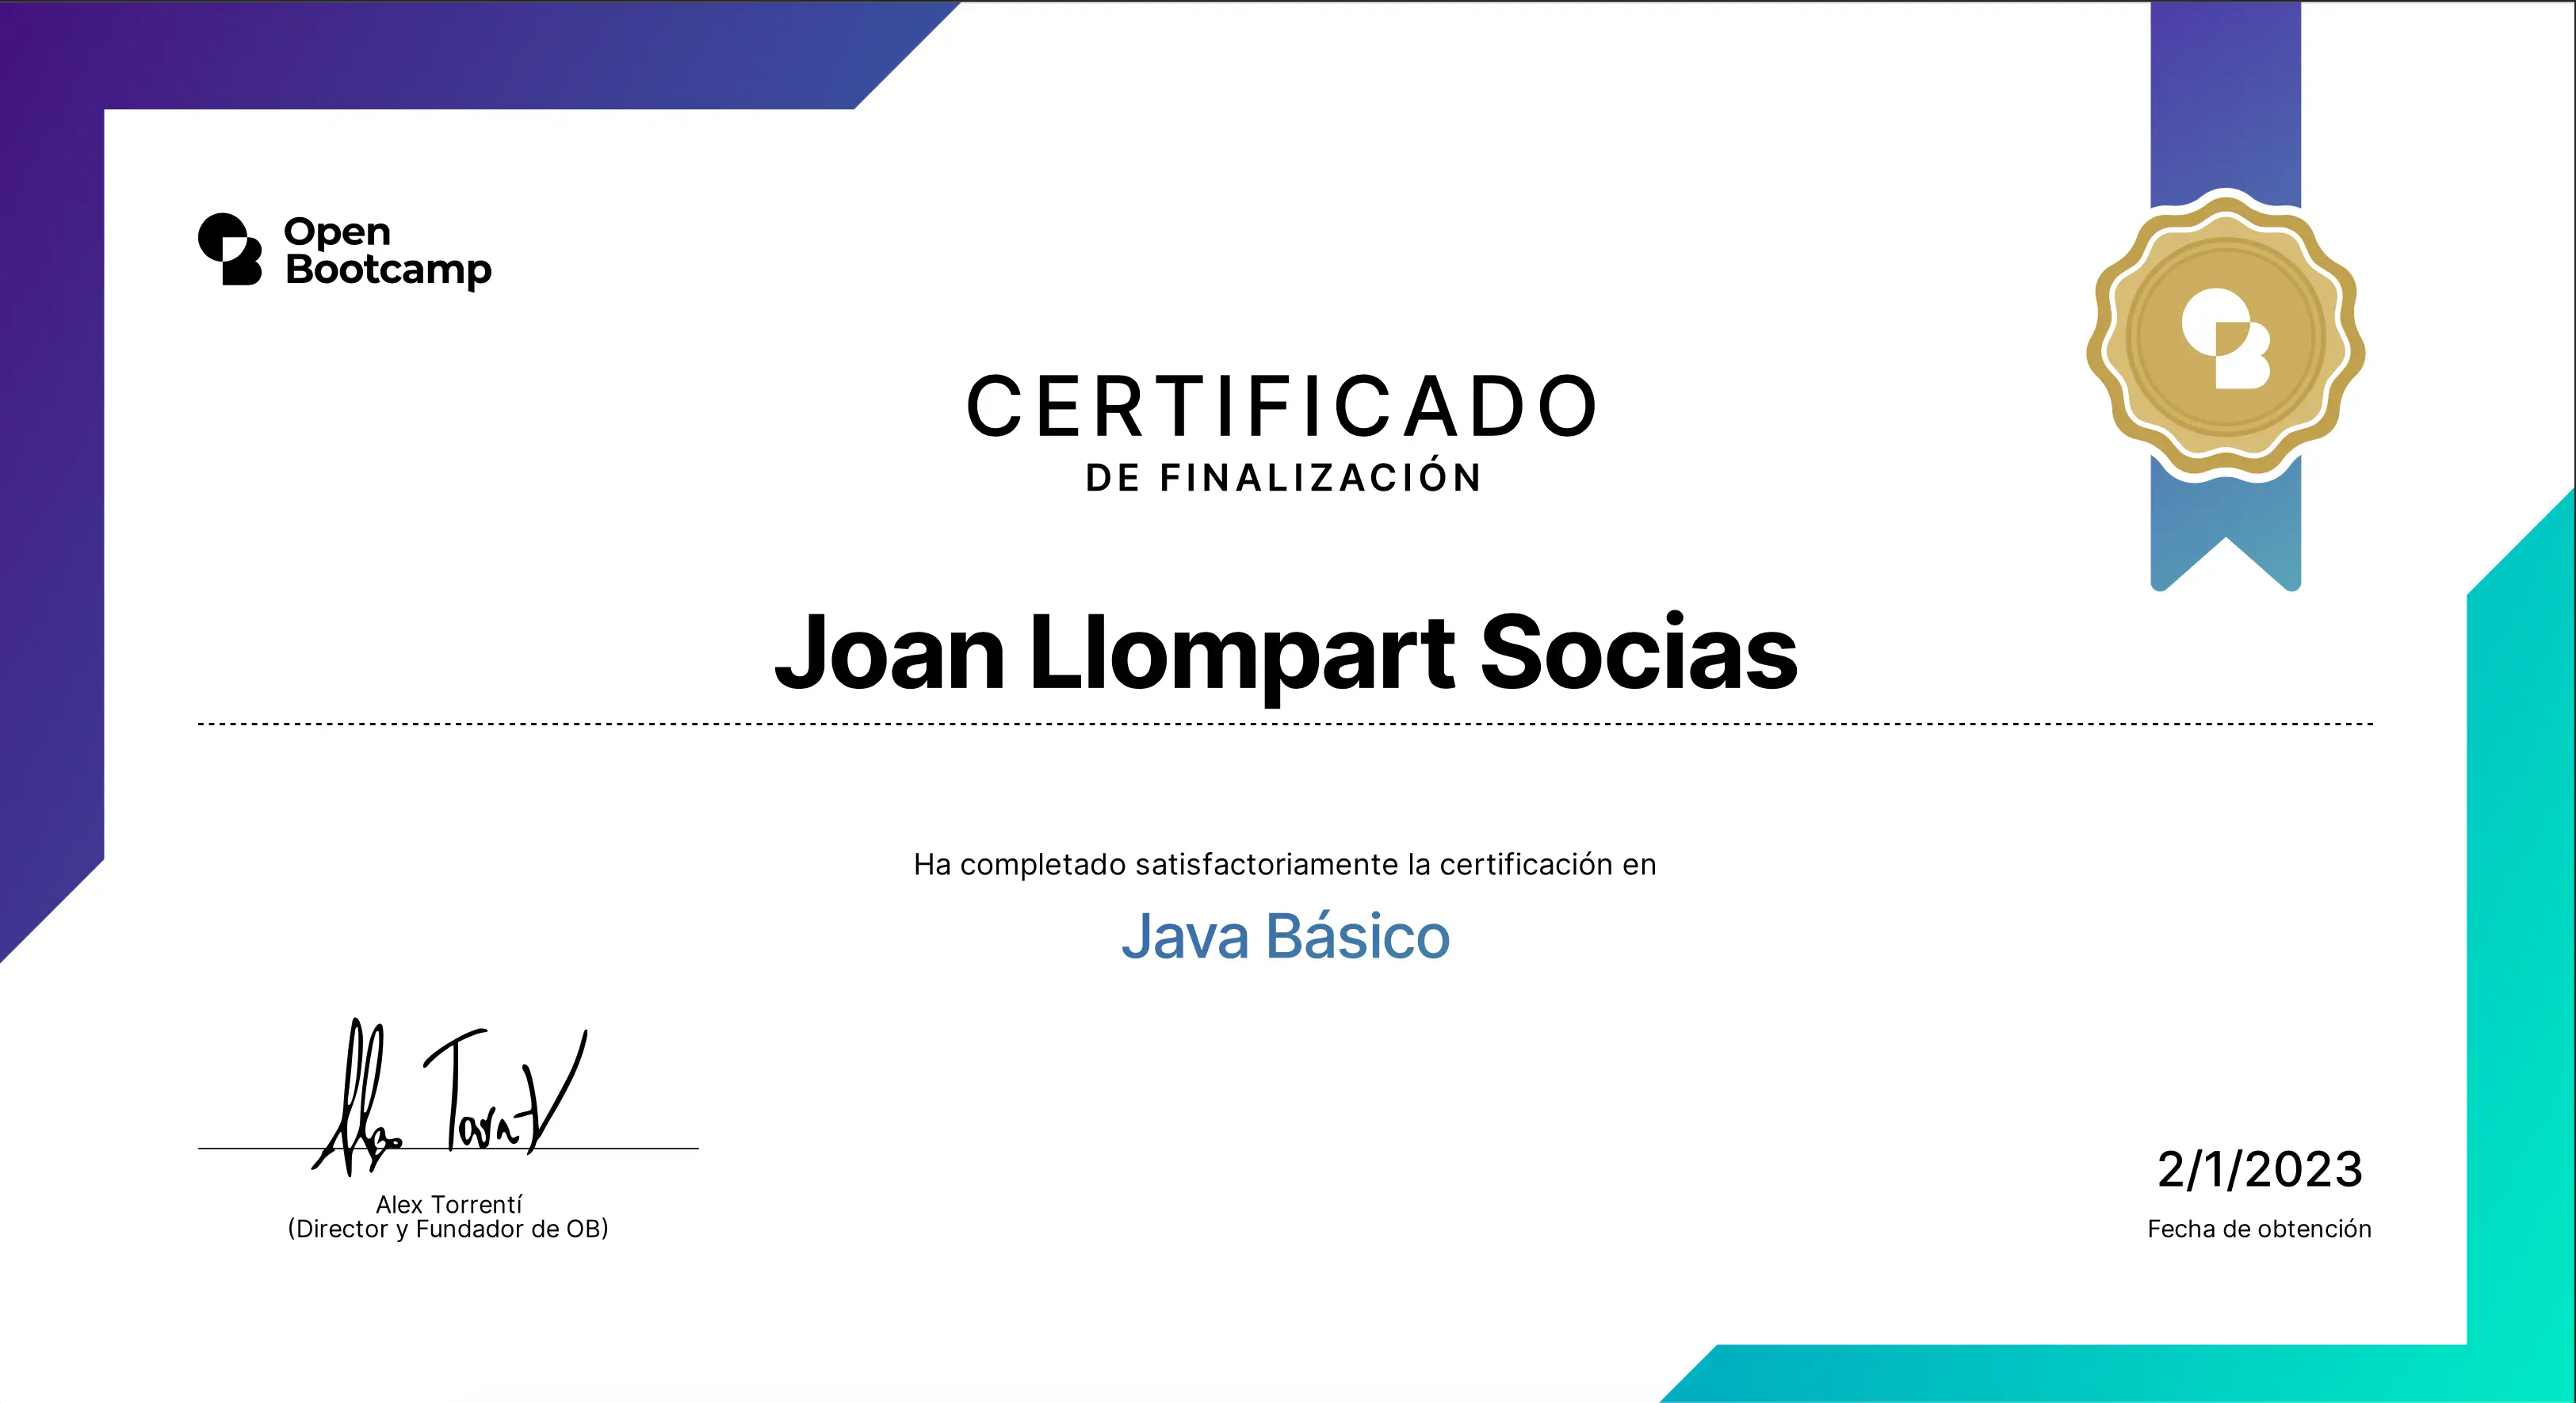 Open
Bootcamp
CERTIFICADO
DE FINALIZACIÓN
Joan Llompart Socias
Ha completado satisfactoriamente la certificación en
Java Básico
Alex Torrentí
(Director y Fundador de OB)
2/1/2023
Fecha de obtención